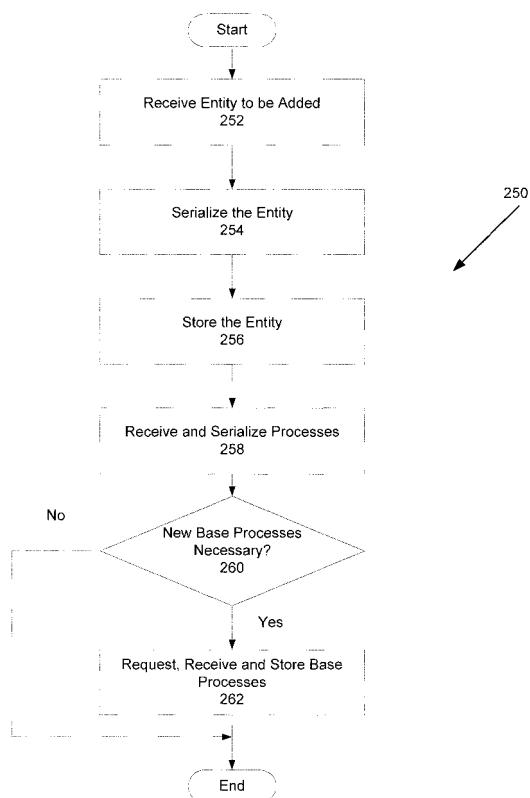 Start
Receive Entity to be Added
252
250
Serialize the Entity
254
Store the Entity
256
Receive and Serialize Processes
258
No
New Base Processes
Necessary?
260
Yes
Request, Receive and Store Base
Processes
262
End